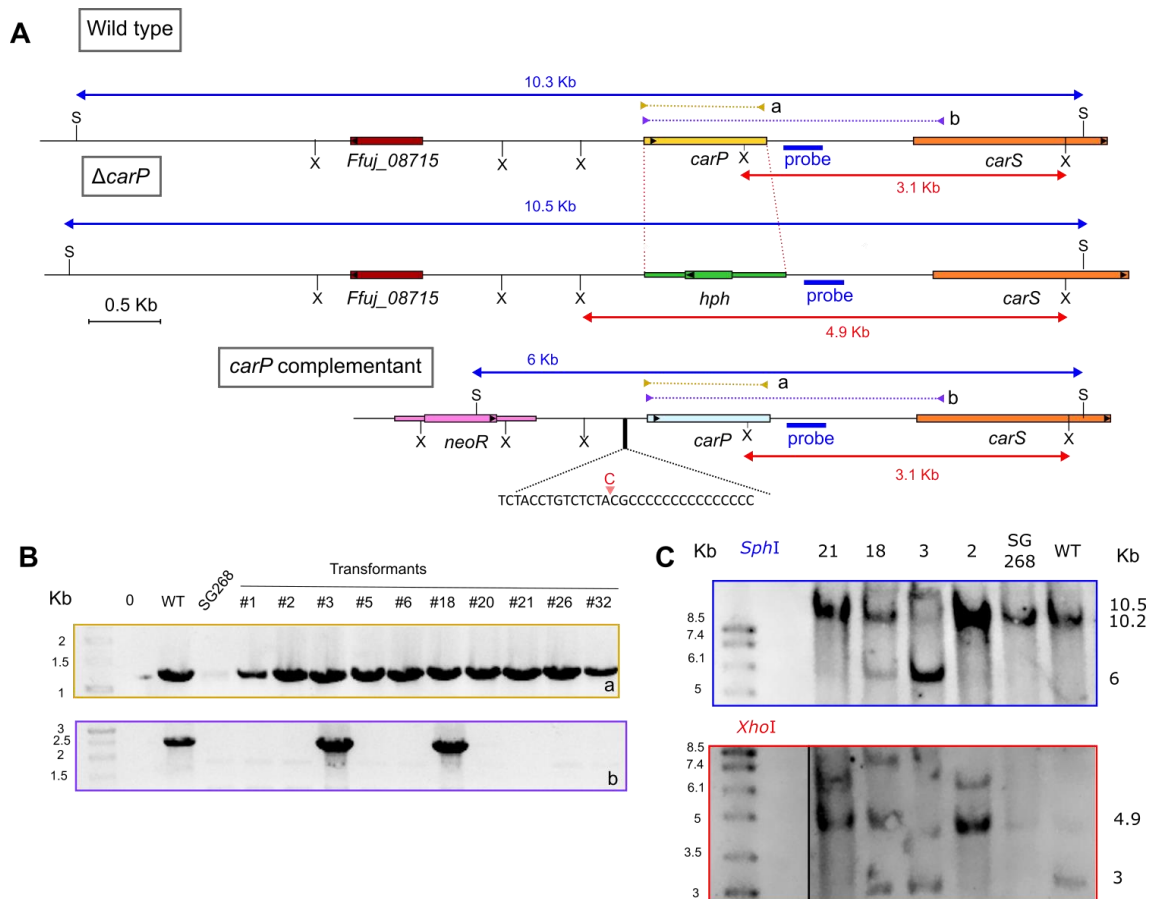 A
Wild type
10.3 Kb
a
b
S
S
X
Ffuj_08715
X
X
carP
X
probe
carS
X
3.1 Kb
ΔcarP
10.5 Kb
S
S
X
Ffuj_08715
X
X
hph
probe
carS
X
0.5 Kb
4.9 Kb
carP complementant
6 Kb
a
b
S
S
X
neoR
X
X
carP
X
probe
carS
X
3.1 Kb
C
TCTACCTGTCTCTACGCCCCCCCCCCCCCCCC
B
Transformants
Kb 0 WT SG268 #1 #2 #3 #5 #6 #18 #20 #21 #26 #32
2
1.5
1
a
3
2.5
2
1.5
b
C
Kb SphI 21 18 3 2 SG 268 WT Kb
8.5
7.4
6.1
5
10.5
10.2
6
XhoI
8.5
7.4
6.1
5
3.5
3
4.9
3